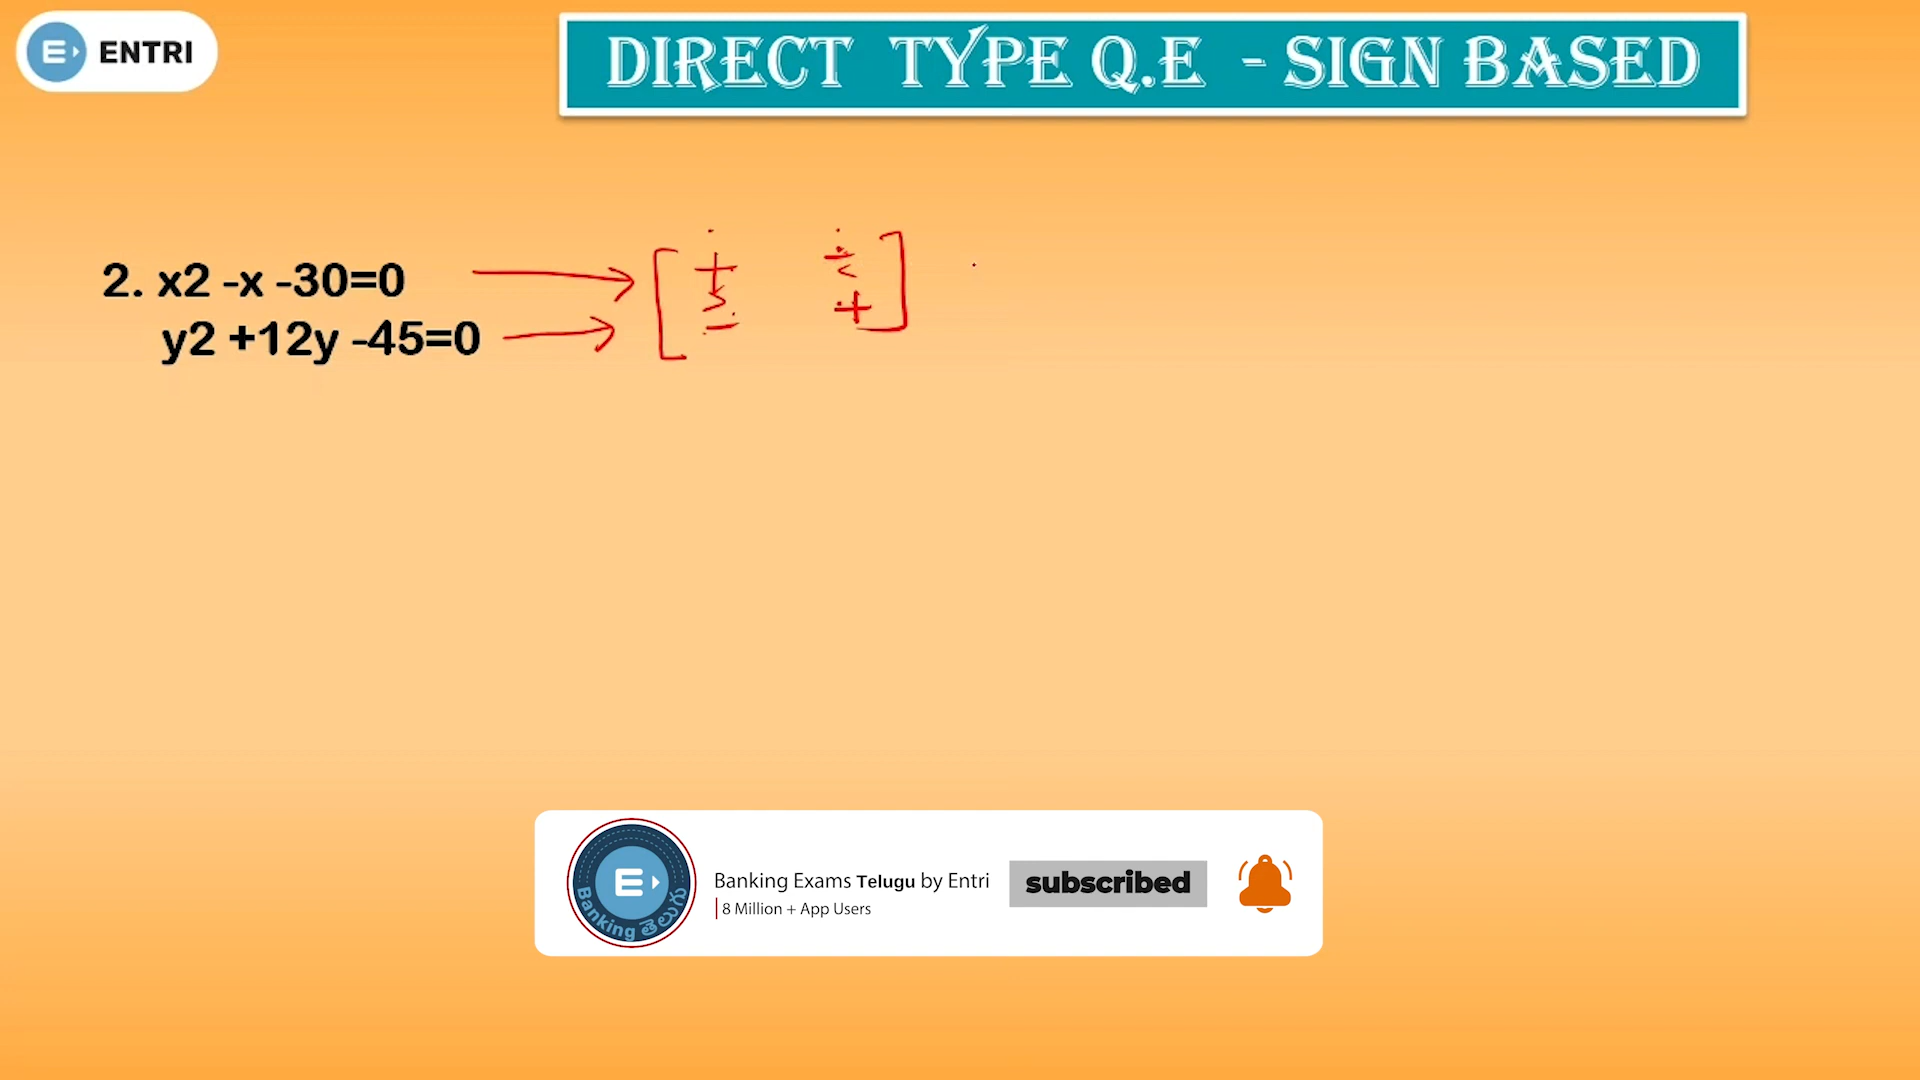 ENTRI
DIRECT TYPE Q.E - SIGN BASED
2. x2 -x -30=0
y2 +12y -45=0
+ ÷
> <
- +
Banking Exams Telugu by Entri
8 Million + App Users
subscribed
Banking తెలుగు